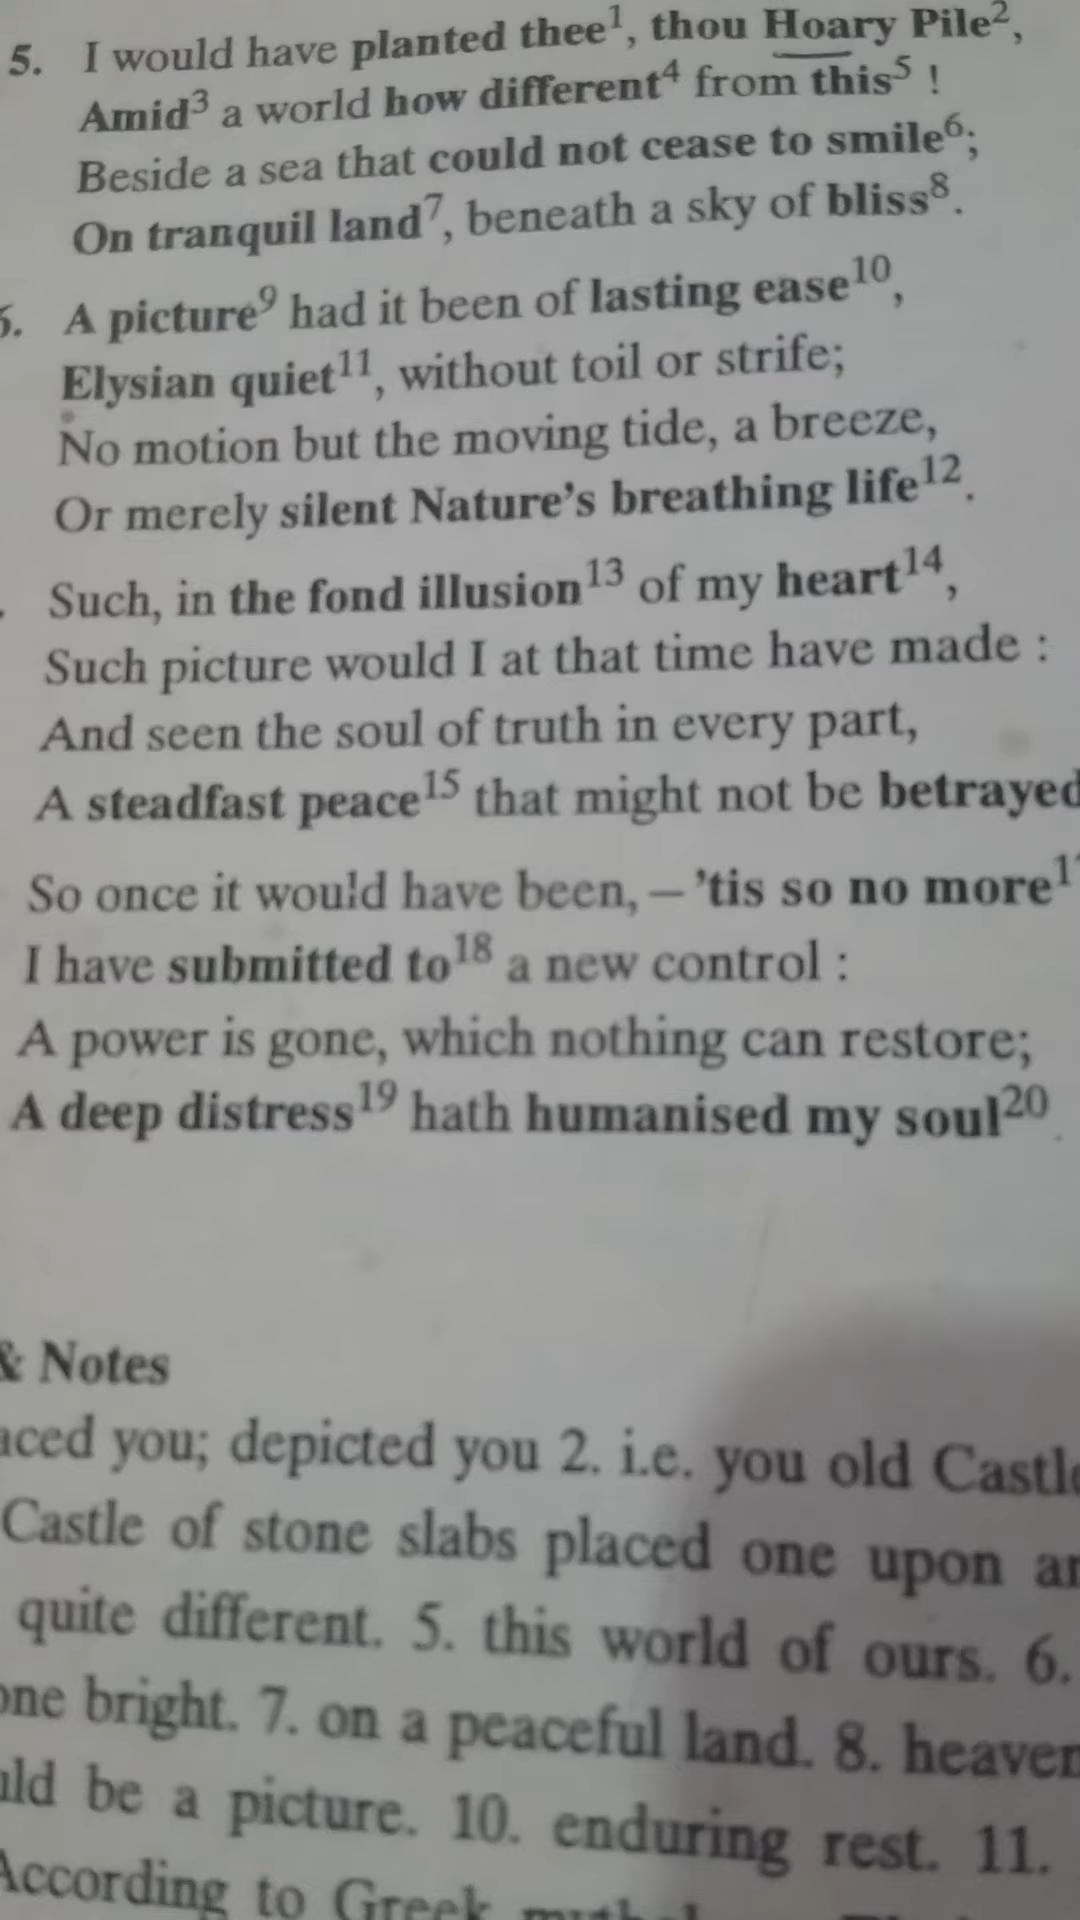 5. I would have planted thee¹, thou Hoary Pile²,
Amid³ a world how different⁴ from this⁵ !
Beside a sea that could not cease to smile⁶;
On tranquil land⁷, beneath a sky of bliss⁸.
6. A picture⁹ had it been of lasting ease¹⁰,
Elysian quiet¹¹, without toil or strife;
No motion but the moving tide, a breeze,
Or merely silent Nature's breathing life¹².
Such, in the fond illusion¹³ of my heart¹⁴,
Such picture would I at that time have made :
And seen the soul of truth in every part,
A steadfast peace¹⁵ that might not be betrayed
So once it would have been, – 'tis so no more
I have submitted to¹⁸ a new control :
A power is gone, which nothing can restore;
A deep distress¹⁹ hath humanised my soul²⁰.
& Notes
you; depicted you 2. i.e. you old Castle
Castle of stone slabs placed one upon
quite different. 5. this world of ours. 6.
bright. 7. on a peaceful land. 8.
be a picture. 10. enduring rest. 11.
According to Greek